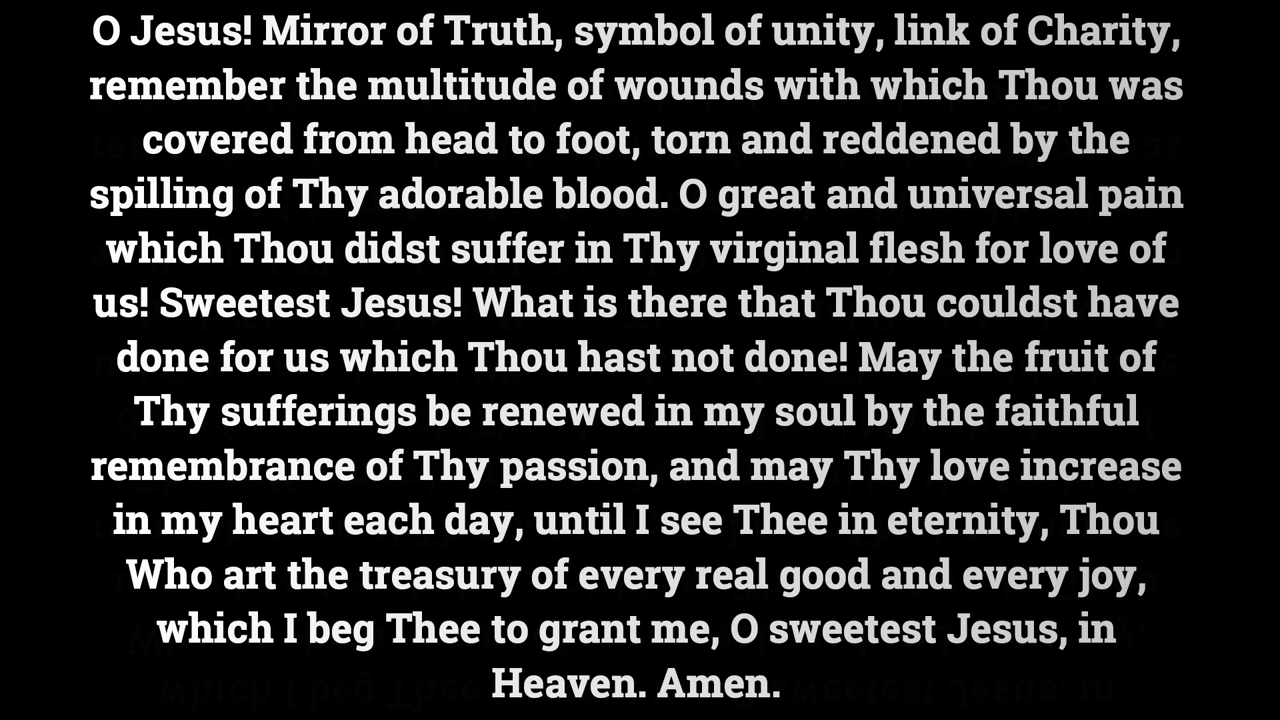 O Jesus! Mirror of Truth, symbol of unity, link of Charity,
remember the multitude of wounds with which Thou was
covered from head to foot, torn and reddened by the
spilling of Thy adorable blood. O great and universal pain
which Thou didst suffer in Thy virginal flesh for love of
us! Sweetest Jesus! What is there that Thou couldst have
done for us which Thou hast not done! May the fruit of
Thy sufferings be renewed in my soul by the faithful
remembrance of Thy passion, and may Thy love increase
in my heart each day, until I see Thee in eternity, Thou
Who art the treasury of every real good and every joy,
which I beg Thee to grant me, O sweetest Jesus, in
Heaven. Amen.